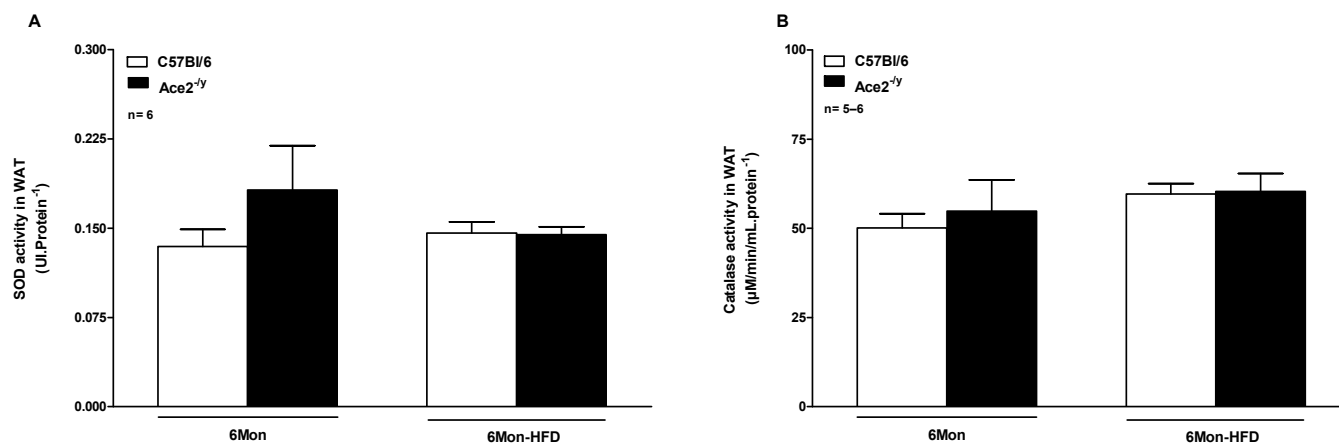 A
SOD activity in WAT
(UI.Protein⁻¹)
0.300
0.225
0.150
0.075
0.000
C57Bl/6
Ace2⁻/ʸ
n= 6
6Mon
6Mon-HFD
B
Catalase activity in WAT
(µM/min/mL.protein⁻¹)
100
75
50
25
0
C57Bl/6
Ace2⁻/ʸ
n= 5–6
6Mon
6Mon-HFD